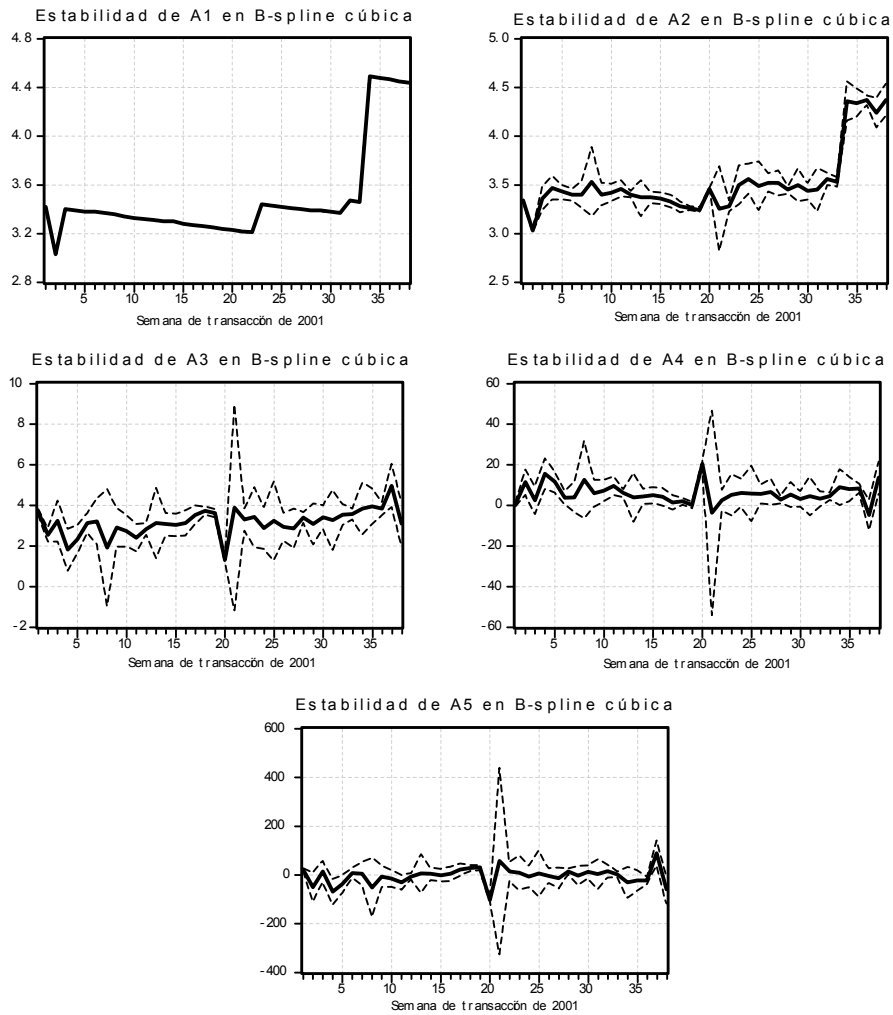 Estabilidad de A1 en B-spline cúbica
4.8
4.4
4.0
3.6
3.2
2.8
5 10 15 20 25 30 35
Semana de transacción de 2001
Estabilidad de A2 en B-spline cúbica
5.0
4.5
4.0
3.5
3.0
2.5
5 10 15 20 25 30 35
Semana de transacción de 2001
Estabilidad de A3 en B-spline cúbica
10
8
6
4
2
0
-2
5 10 15 20 25 30 35
Semana de transacción de 2001
Estabilidad de A4 en B-spline cúbica
60
40
20
0
-20
-40
-60
5 10 15 20 25 30 35
Semana de transacción de 2001
Estabilidad de A5 en B-spline cúbica
600
400
200
0
-200
-400
5 10 15 20 25 30 35
Semana de transacción de 2001